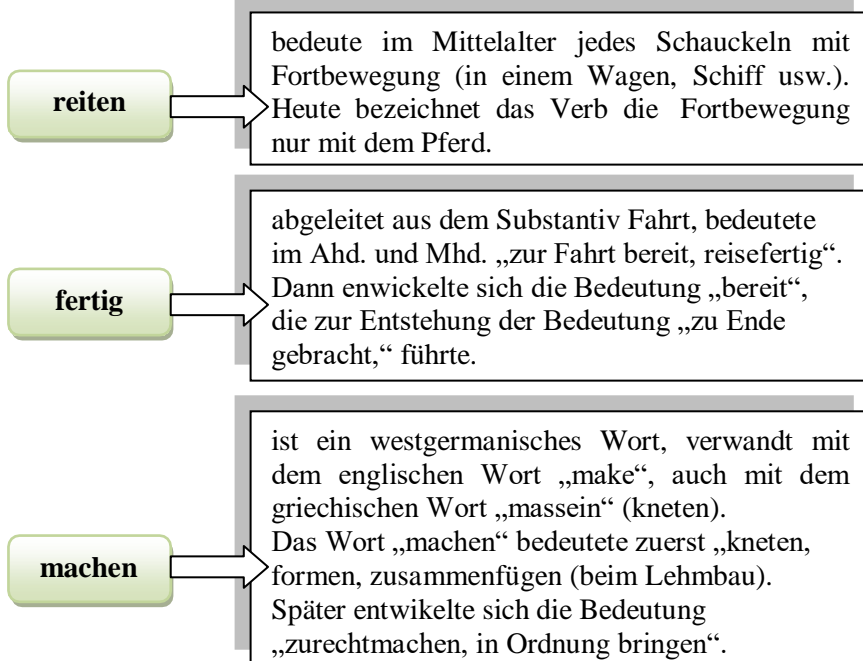 reiten
bedeute im Mittelalter jedes Schauckeln mit
Fortbewegung (in einem Wagen, Schiff usw.).
Heute bezeichnet das Verb die Fortbewegung
nur mit dem Pferd.
fertig
abgeleitet aus dem Substantiv Fahrt, bedeutete
im Ahd. und Mhd. „zur Fahrt bereit, reisefertig“.
Dann enwickelte sich die Bedeutung „bereit“,
die zur Entstehung der Bedeutung „zu Ende
gebracht,“ führte.
machen
ist ein westgermanisches Wort, verwandt mit
dem englischen Wort „make“, auch mit dem
griechischen Wort „massein“ (kneten).
Das Wort „machen“ bedeutete zuerst „kneten,
formen, zusammenfügen (beim Lehmbau).
Später entwikelte sich die Bedeutung
„zurechtmachen, in Ordnung bringen“.